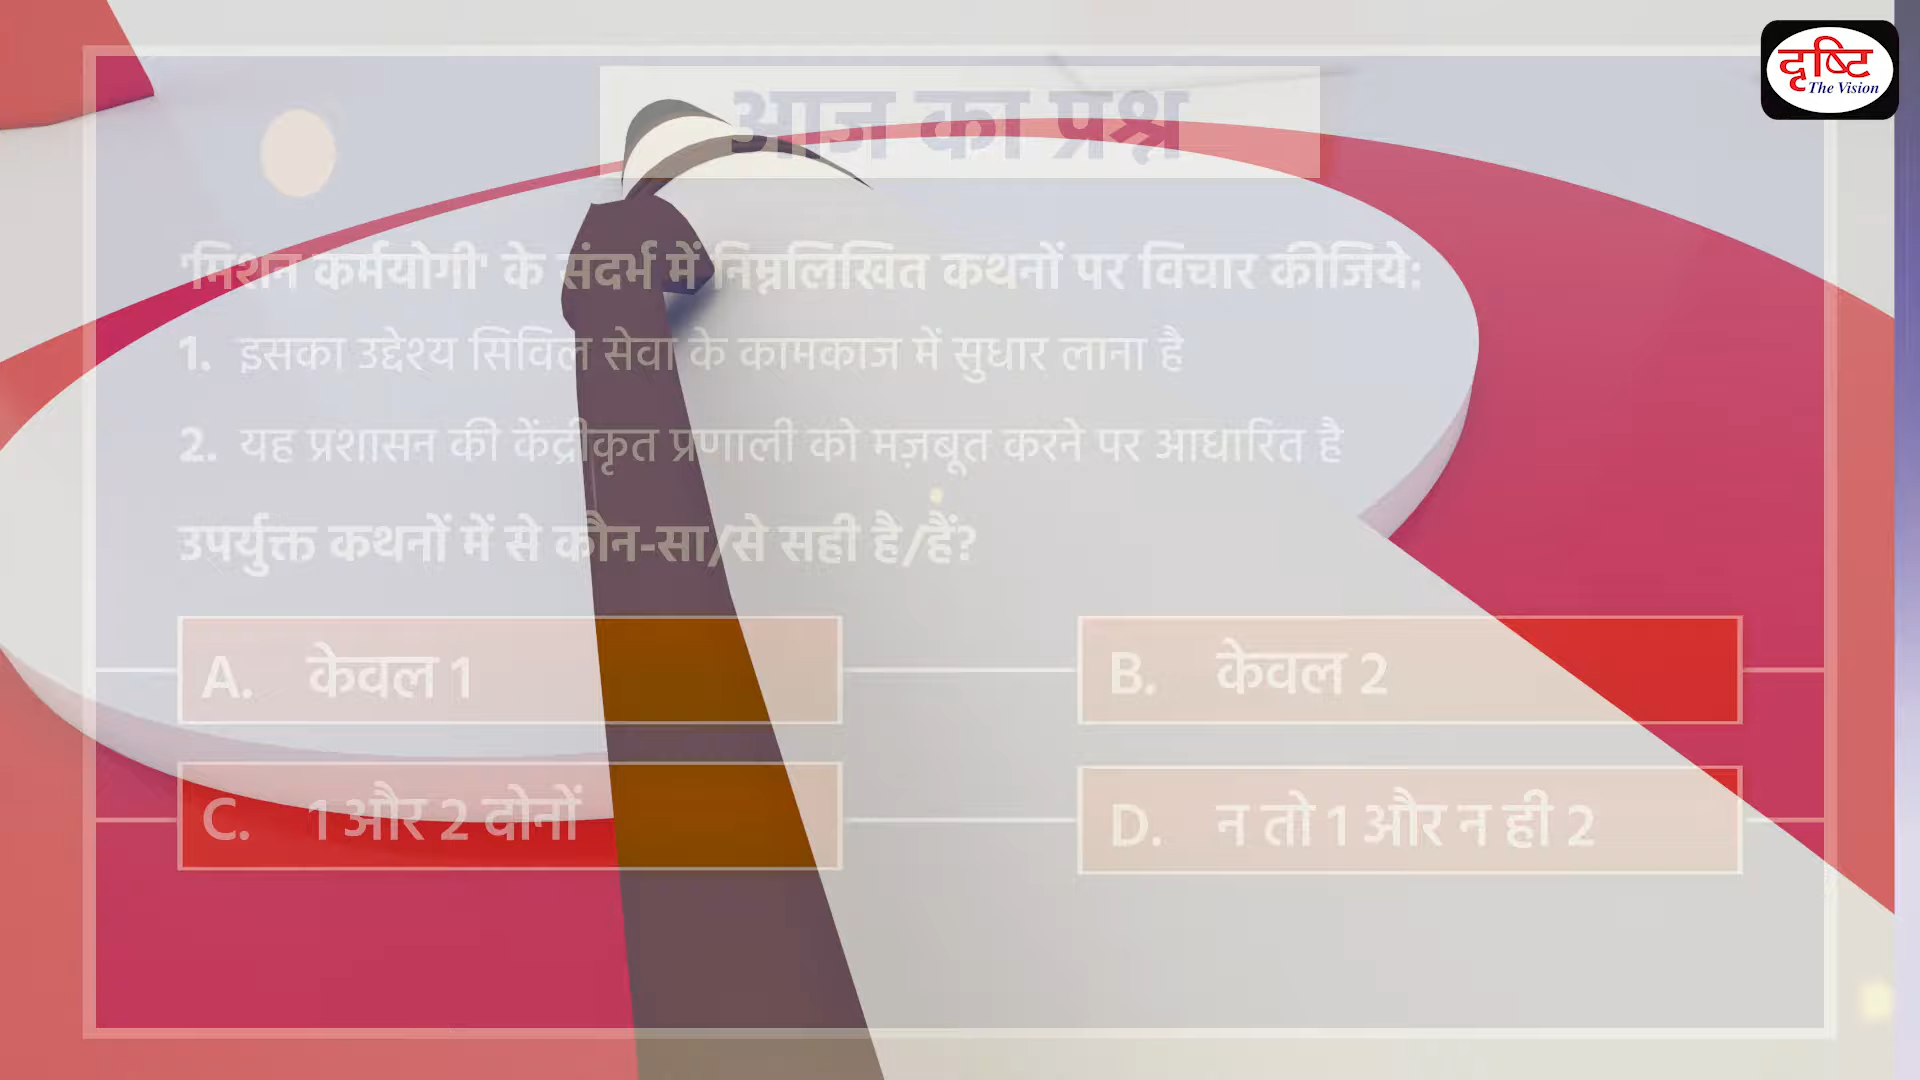 दृष्टि
The Vision
आज का प्रश्न
'मिशन कर्मयोगी' के संदर्भ में निम्नलिखित कथनों पर विचार कीजिये:
1. इसका उद्देश्य सिविल सेवा के कामकाज में सुधार लाना है
2. यह प्रशासन की केंद्रीकृत प्रणाली को मज़बूत करने पर आधारित है
उपर्युक्त कथनों में से कौन-सा/से सही है/हैं?
A. केवल 1
B. केवल 2
C. 1 और 2 दोनों
D. न तो 1 और न ही 2